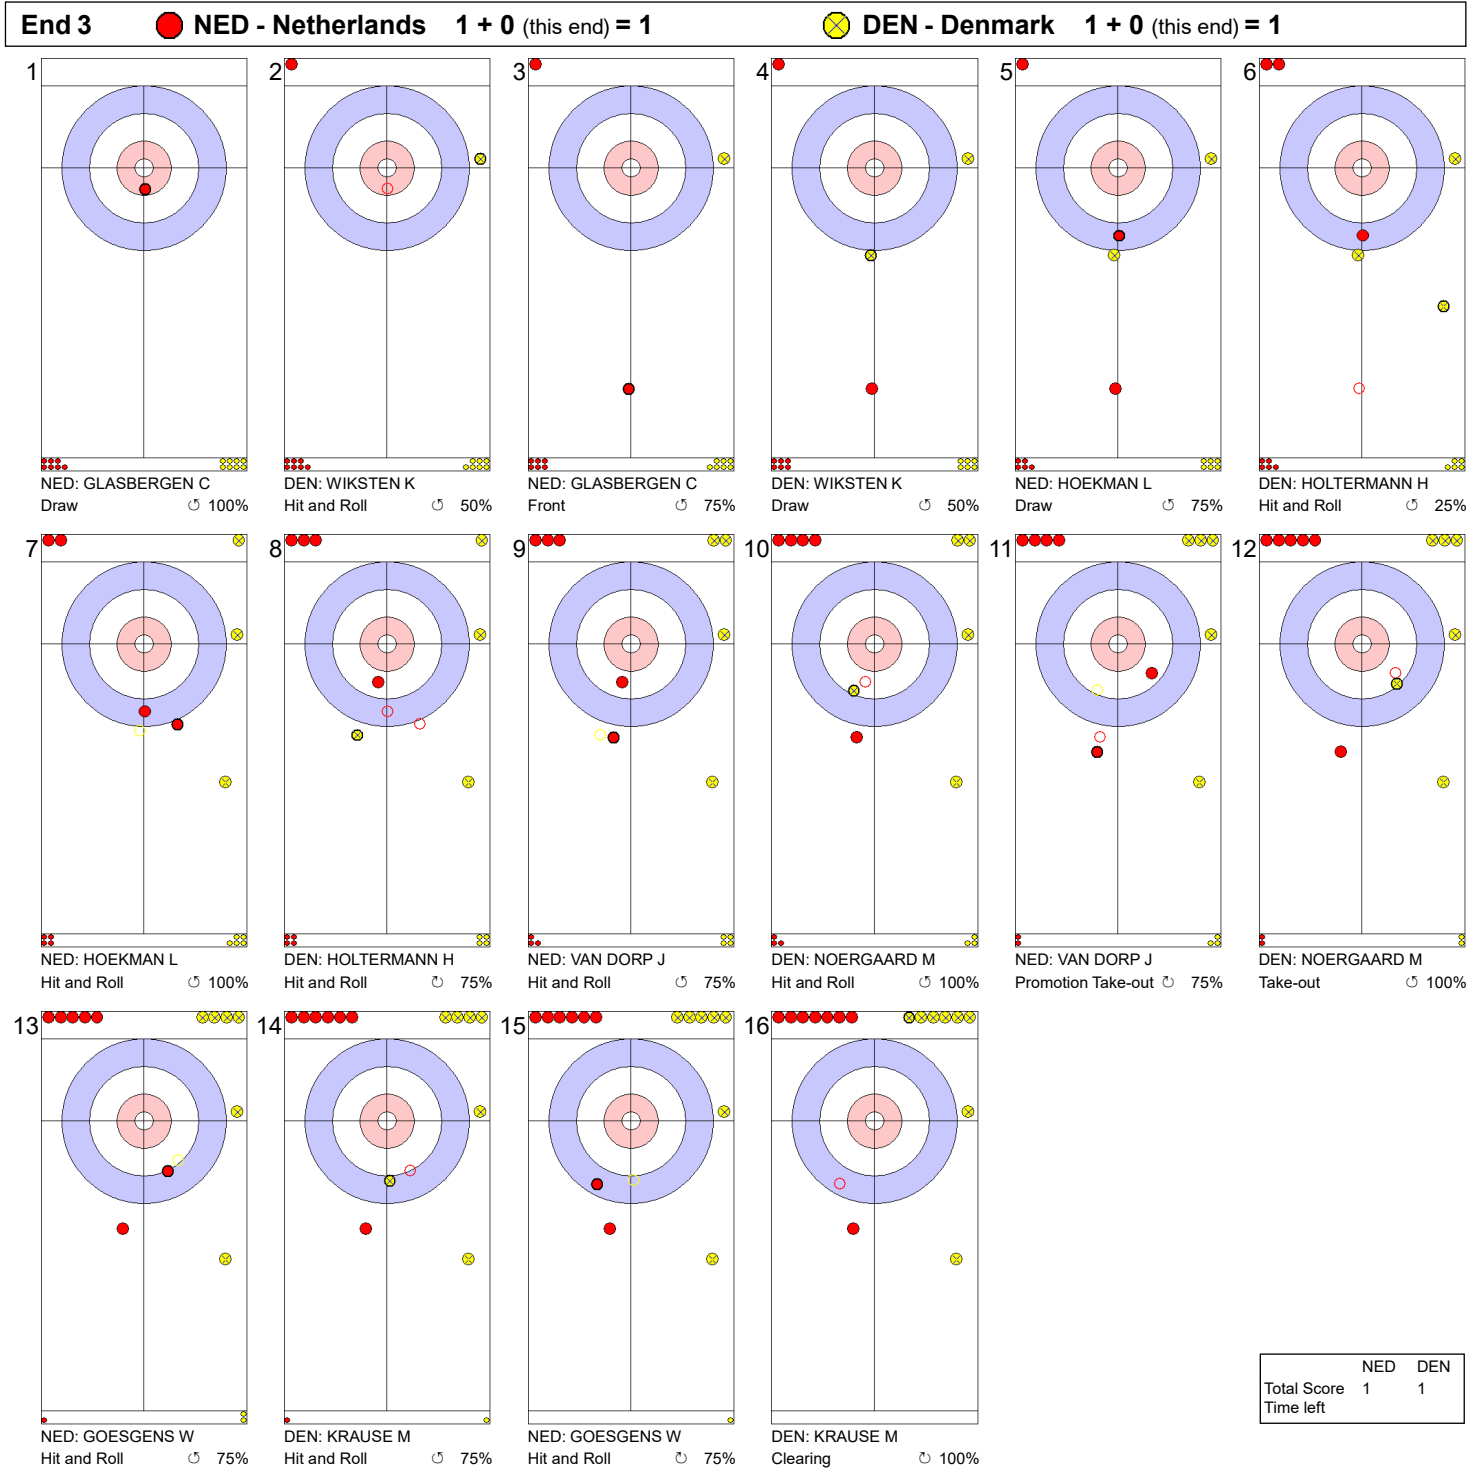 End 3 NED - Netherlands 1 + 0 (this end) = 1 DEN - Denmark 1 + 0 (this end) = 1
1 2 3 4 5 6
NED: GLASBERGEN C DEN: WIKSTEN K NED: GLASBERGEN C DEN: WIKSTEN K NED: HOEKMAN L DEN: HOLTERMANN H
Draw ↺ 100% Hit and Roll ↺ 50% Front ↺ 75% Draw ↺ 50% Draw ↺ 75% Hit and Roll ↺ 25%
7 8 9 10 11 12
NED: HOEKMAN L DEN: HOLTERMANN H NED: VAN DORP J DEN: NOERGAARD M NED: VAN DORP J DEN: NOERGAARD M
Hit and Roll ↺ 100% Hit and Roll ↻ 75% Hit and Roll ↺ 75% Hit and Roll ↺ 100% Promotion Take-out ↻ 75% Take-out ↺ 100%
13 14 15 16
NED: GOESGENS W DEN: KRAUSE M NED: GOESGENS W DEN: KRAUSE M
Hit and Roll ↺ 75% Hit and Roll ↺ 75% Hit and Roll ↻ 75% Clearing ↻ 100%
NED DEN
Total Score 1 1
Time left